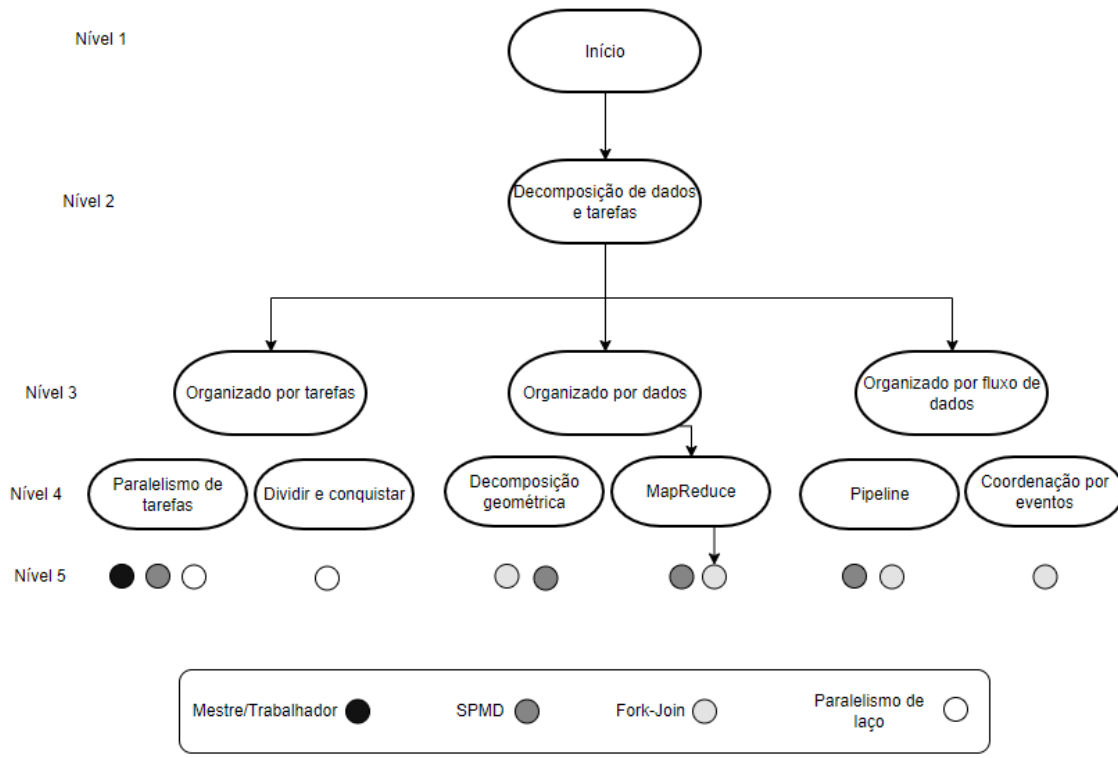 Nível 1
Início
Nível 2
Decomposição de dados
e tarefas
Nível 3
Organizado por tarefas
Organizado por dados
Organizado por fluxo de
dados
Nível 4
Paralelismo de
tarefas
Dividir e conquistar
Decomposição
geométrica
MapReduce
Pipeline
Coordenação por
eventos
Nível 5
Mestre/Trabalhador
SPMD
Fork-Join
Paralelismo de
laço